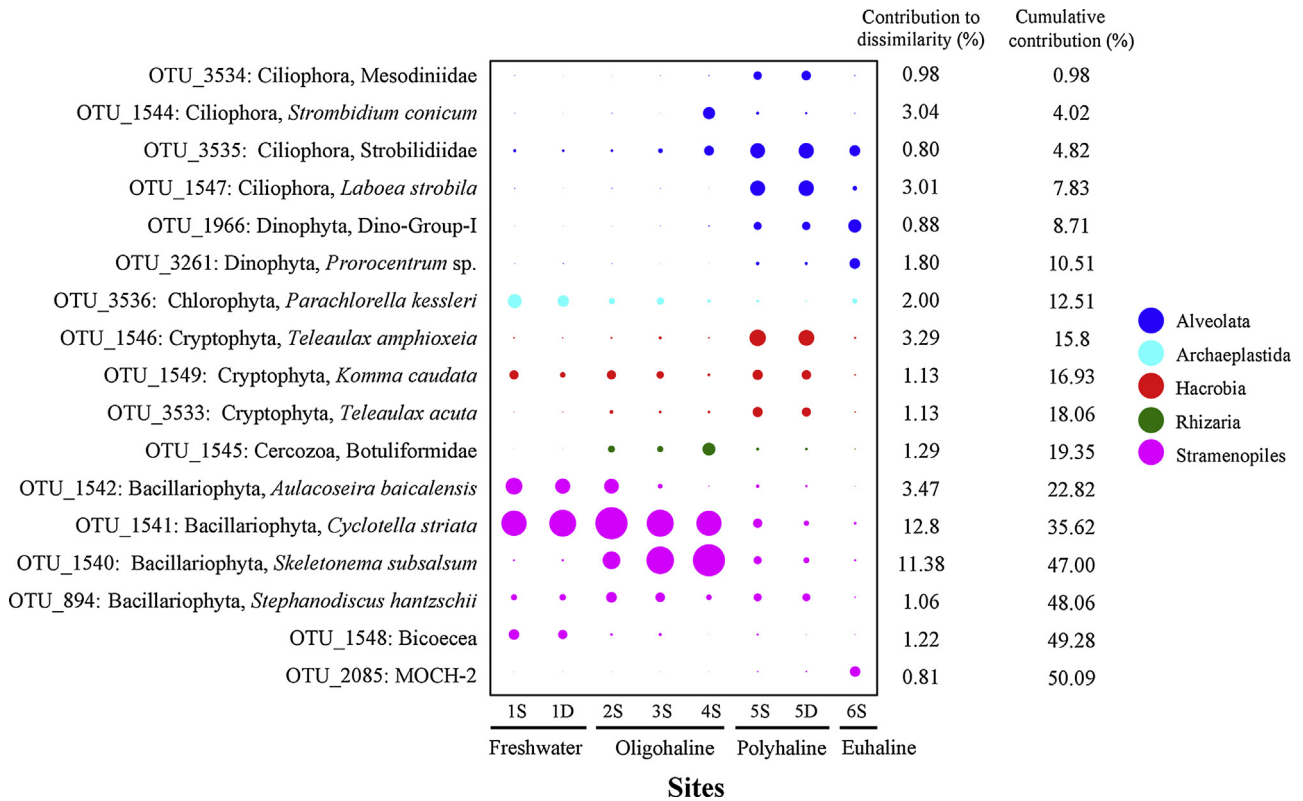 Contribution to dissimilarity (%)
Cumulative contribution (%)
OTU_3534: Ciliophora, Mesodiniidae 0.98 0.98
OTU_1544: Ciliophora, Strombidium conicum 3.04 4.02
OTU_3535: Ciliophora, Strobilidiidae 0.80 4.82
OTU_1547: Ciliophora, Laboea strobila 3.01 7.83
OTU_1966: Dinophyta, Dino-Group-I 0.88 8.71
OTU_3261: Dinophyta, Prorocentrum sp. 1.80 10.51
OTU_3536: Chlorophyta, Parachlorella kessleri 2.00 12.51
OTU_1546: Cryptophyta, Teleaulax amphioxeia 3.29 15.8
OTU_1549: Cryptophyta, Komma caudata 1.13 16.93
OTU_3533: Cryptophyta, Teleaulax acuta 1.13 18.06
OTU_1545: Cercozoa, Botuliformidae 1.29 19.35
OTU_1542: Bacillariophyta, Aulacoseira baicalensis 3.47 22.82
OTU_1541: Bacillariophyta, Cyclotella striata 12.8 35.62
OTU_1540: Bacillariophyta, Skeletonema subsalsum 11.38 47.00
OTU_894: Bacillariophyta, Stephanodiscus hantzschii 1.06 48.06
OTU_1548: Bicoecea 1.22 49.28
OTU_2085: MOCH-2 0.81 50.09
Alveolata
Archaeplastida
Hacrobia
Rhizaria
Stramenopiles
1S 1D 2S 3S 4S 5S 5D 6S
Freshwater Oligohaline Polyhaline Euhaline
Sites